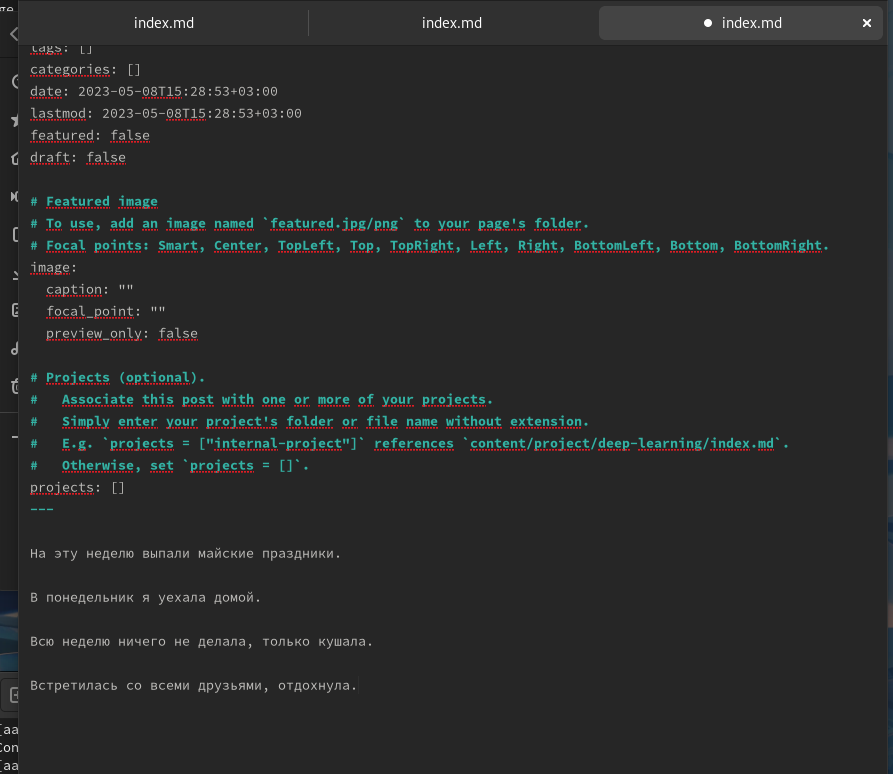 index.md
index.md
index.md
tags: []
categories: []
date: 2023-05-08T15:28:53+03:00
lastmod: 2023-05-08T15:28:53+03:00
featured: false
draft: false
# Featured image
# To use, add an image named `featured.jpg/png` to your page's folder.
# Focal points: Smart, Center, TopLeft, Top, TopRight, Left, Right, BottomLeft, Bottom, BottomRight.
image:
  caption: ""
  focal_point: ""
  preview_only: false
# Projects (optional).
#   Associate this post with one or more of your projects.
#   Simply enter your project's folder or file name without extension.
#   E.g. `projects = ["internal-project"]` references `content/project/deep-learning/index.md`.
#   Otherwise, set `projects = []`.
projects: []
---
На эту неделю выпали майские праздники.
В понедельник я уехала домой.
Всю неделю ничего не делала, только кушала.
Встретилась со всеми друзьями, отдохнула.
[aa
Con
[aa